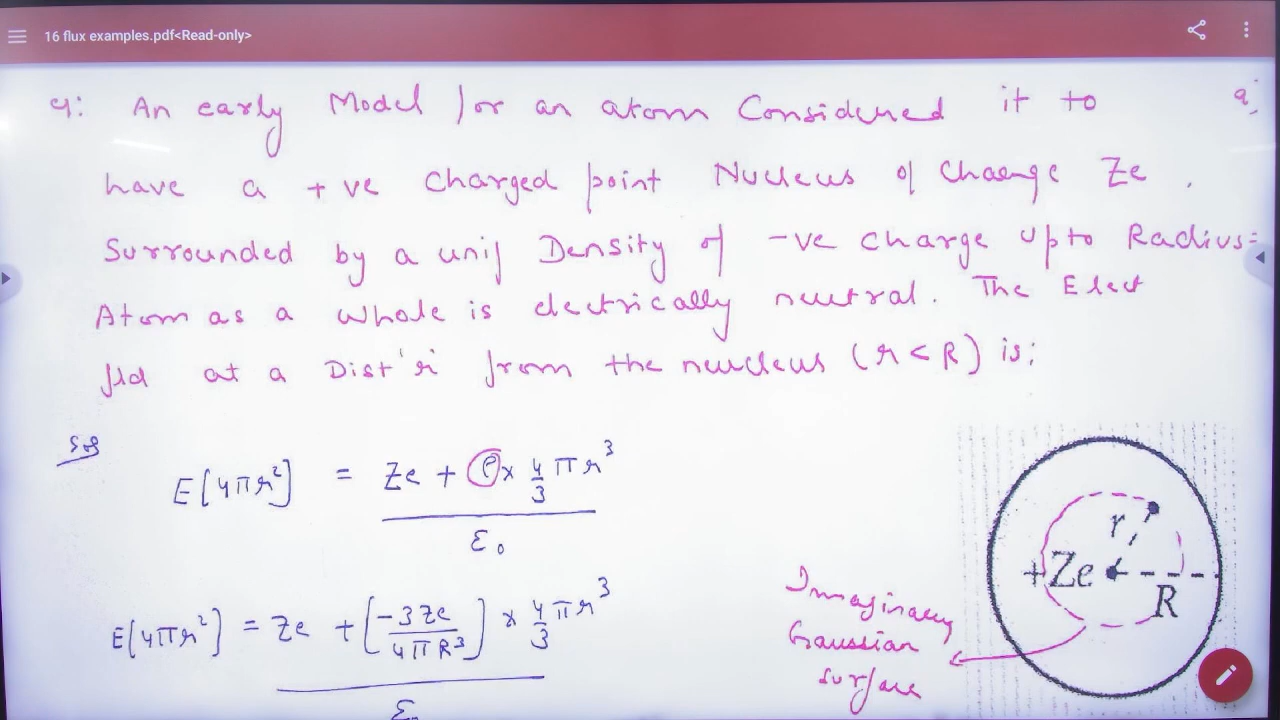 16 flux examples.pdf<Read-only>
4: An early Model for an atom Considered it to
have a +ve charged point Nucleus of Charge Ze ,
Surrounded by a unif Density of -ve charge upto Radius=
Atom as a whole is electrically neutral. The Elect
fld at a Dist 'r' from the nucleus (r < R) is;
Sol
E[4πr²] = Ze + ρ × 4/3 πr³
ε₀
E[4πr²] = Ze + [-3Ze/4πR³] × 4/3 πr³
ε₀
Imaginary
Gaussian
surface
r
+Ze
R